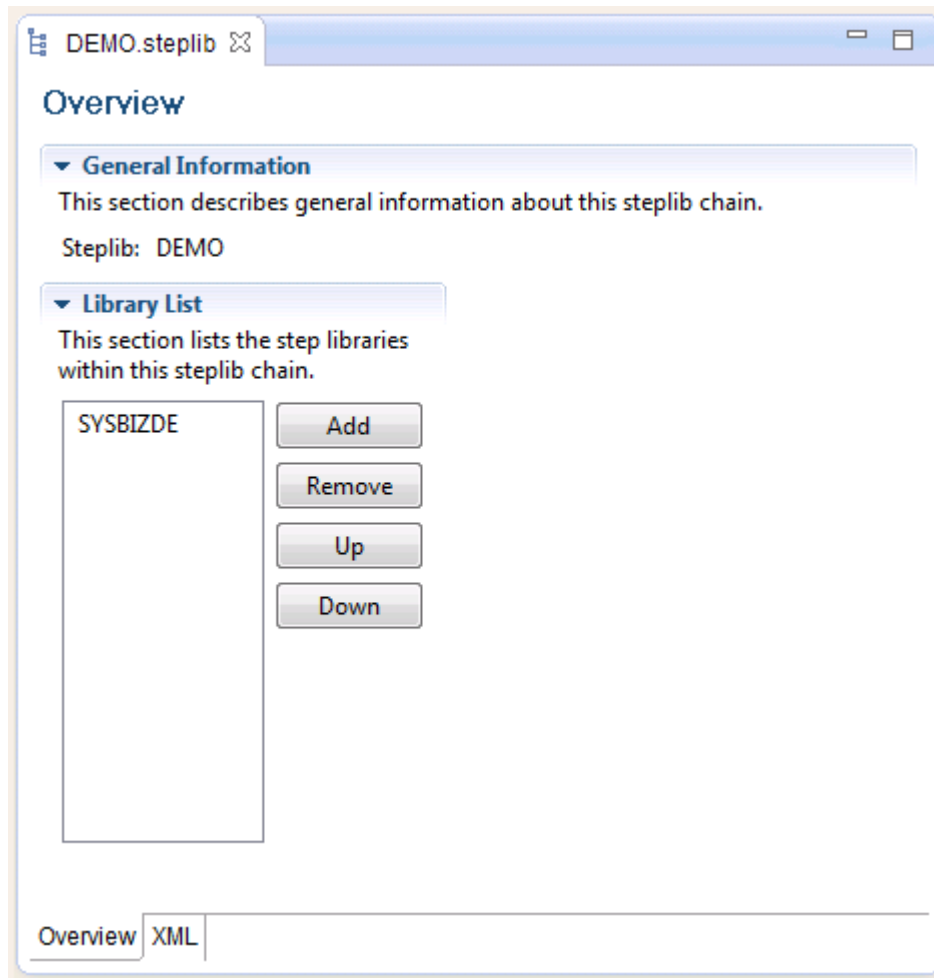 DEMO.steplib
Overview
General Information
This section describes general information about this steplib chain.
Steplib: DEMO
Library List
This section lists the step libraries
within this steplib chain.
SYSBIZDE
Add
Remove
Up
Down
Overview XML